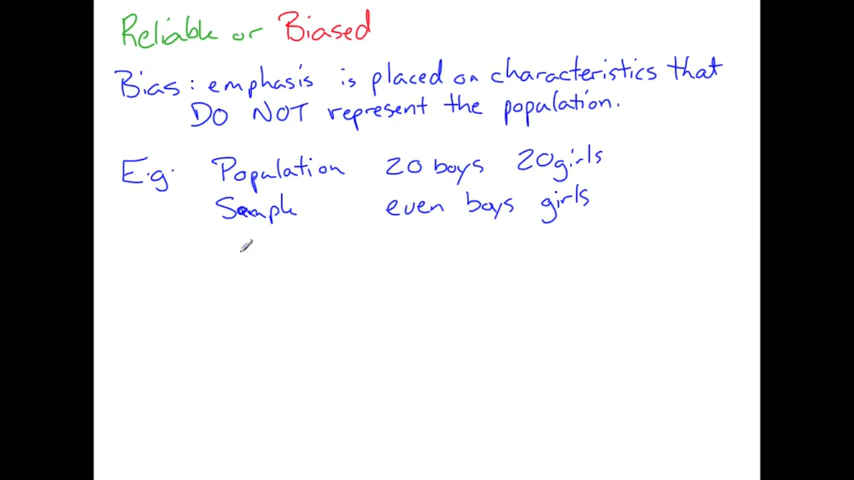 Reliable or Biased
Bias: emphasis is placed on characteristics that
DO NOT represent the population.
E.g. Population 20 boys 20 girls
Sample even boys girls